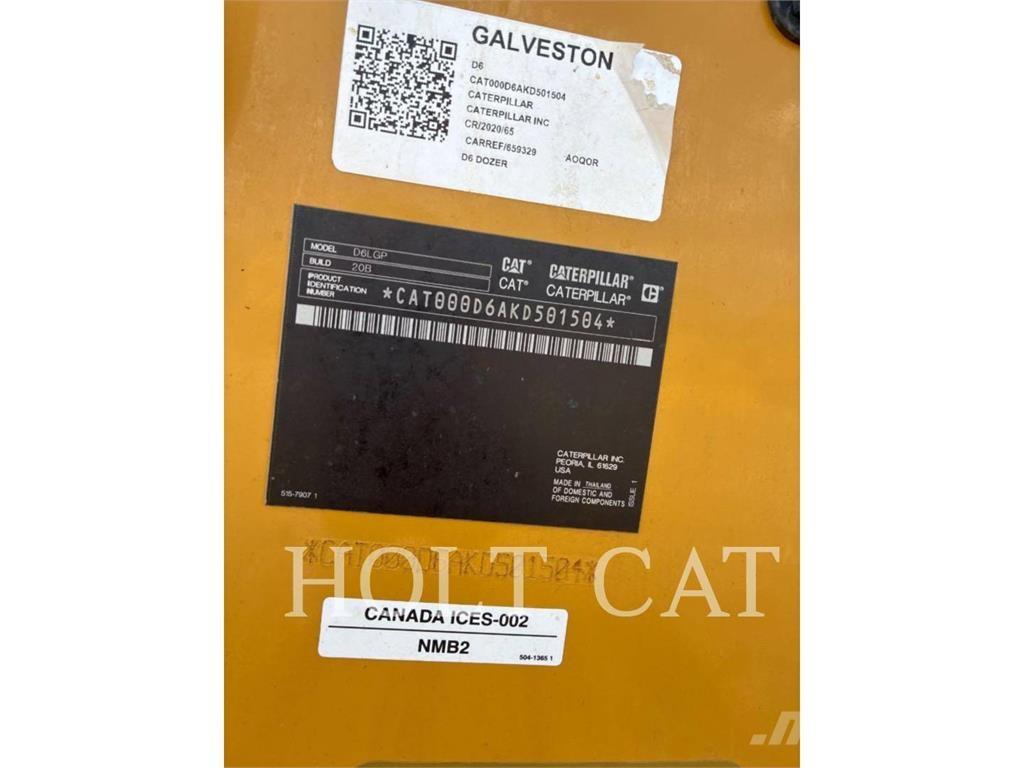 GALVESTON
D6
CAT000D6AKD501504
CATERPILLAR
CATERPILLAR INC
CR/2020/65
CARREF/659329 AOQOR
D6 DOZER
MODEL D6LGP
BUILD 20B
PRODUCT
IDENTIFICATION
NUMBER
*CAT000D6AKD501504*
CAT® CATERPILLAR®
CAT® CATERPILLAR®
C
CATERPILLAR INC.
PEORIA, IL 61629
USA
MADE IN THAILAND
OF DOMESTIC AND
FOREIGN COMPONENTS
ISSUE 1
515-7907 1
*CAT000D6AKD501504*
HOLT CAT
CANADA ICES-002
NMB2
504-1365 1